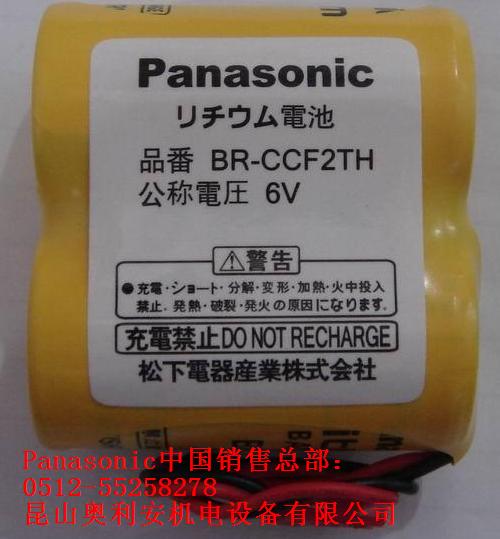 Panasonic
リチウム電池
品番 BR-CCF2TH
公称電圧 6V
⚠警告
●充電・ショート・分解・変形・加熱・火中投入
禁止。発熱・破裂・発火の原因になります。
充電禁止DO NOT RECHARGE
松下電器産業株式会社
Panasonic中国销售总部:
0512-55258278
昆山奥利安机电设备有限公司